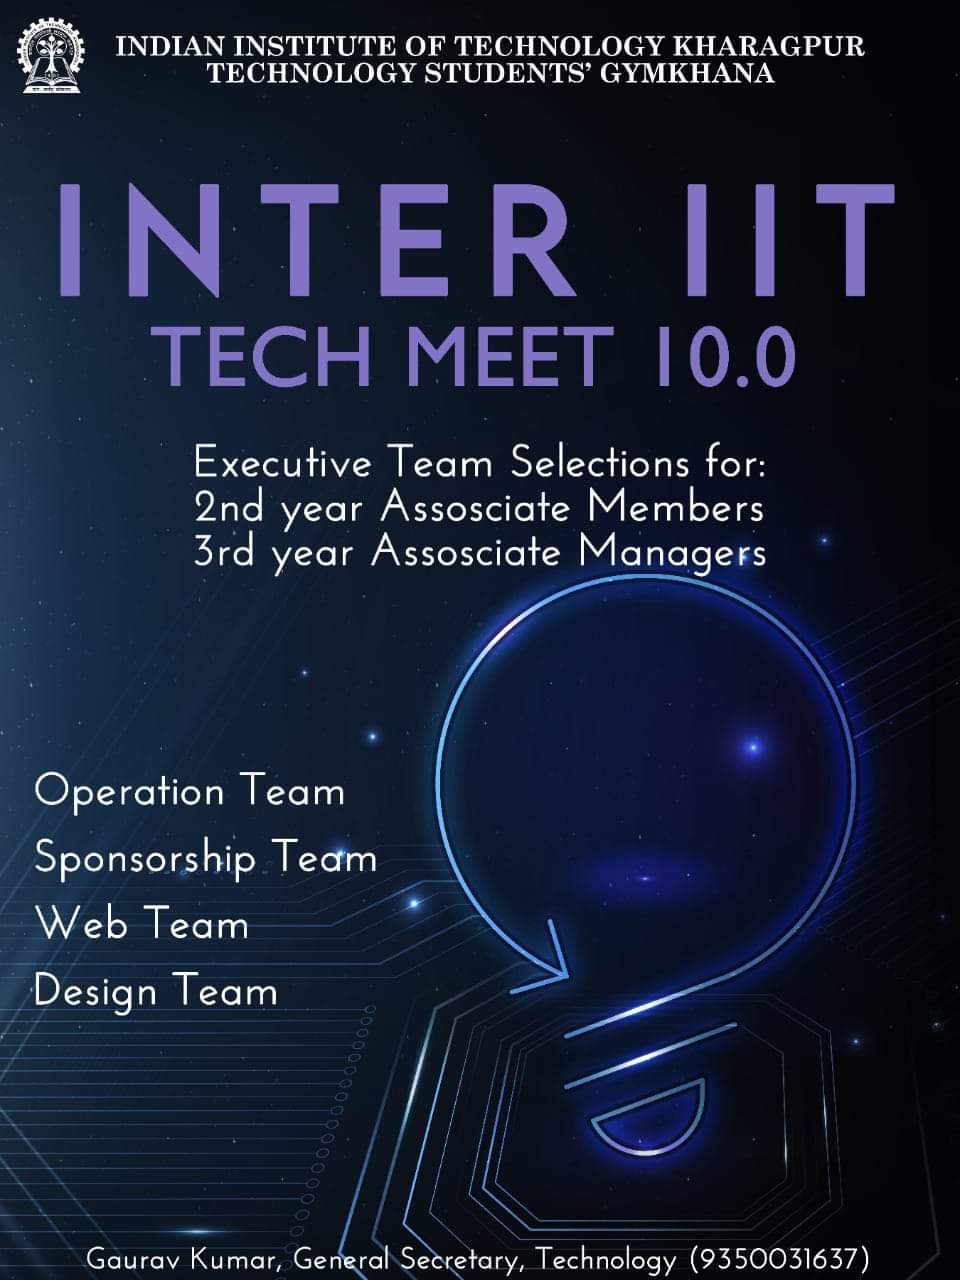 INDIAN INSTITUTE OF TECHNOLOGY KHARAGPUR
TECHNOLOGY STUDENTS' GYMKHANA
INTER IIT
TECH MEET 10.0
Executive Team Selections for:
2nd year Assosciate Members
3rd year Assosciate Managers
Operation Team
Sponsorship Team
Web Team
Design Team
Gaurav Kumar, General Secretary, Technology (9350031637)